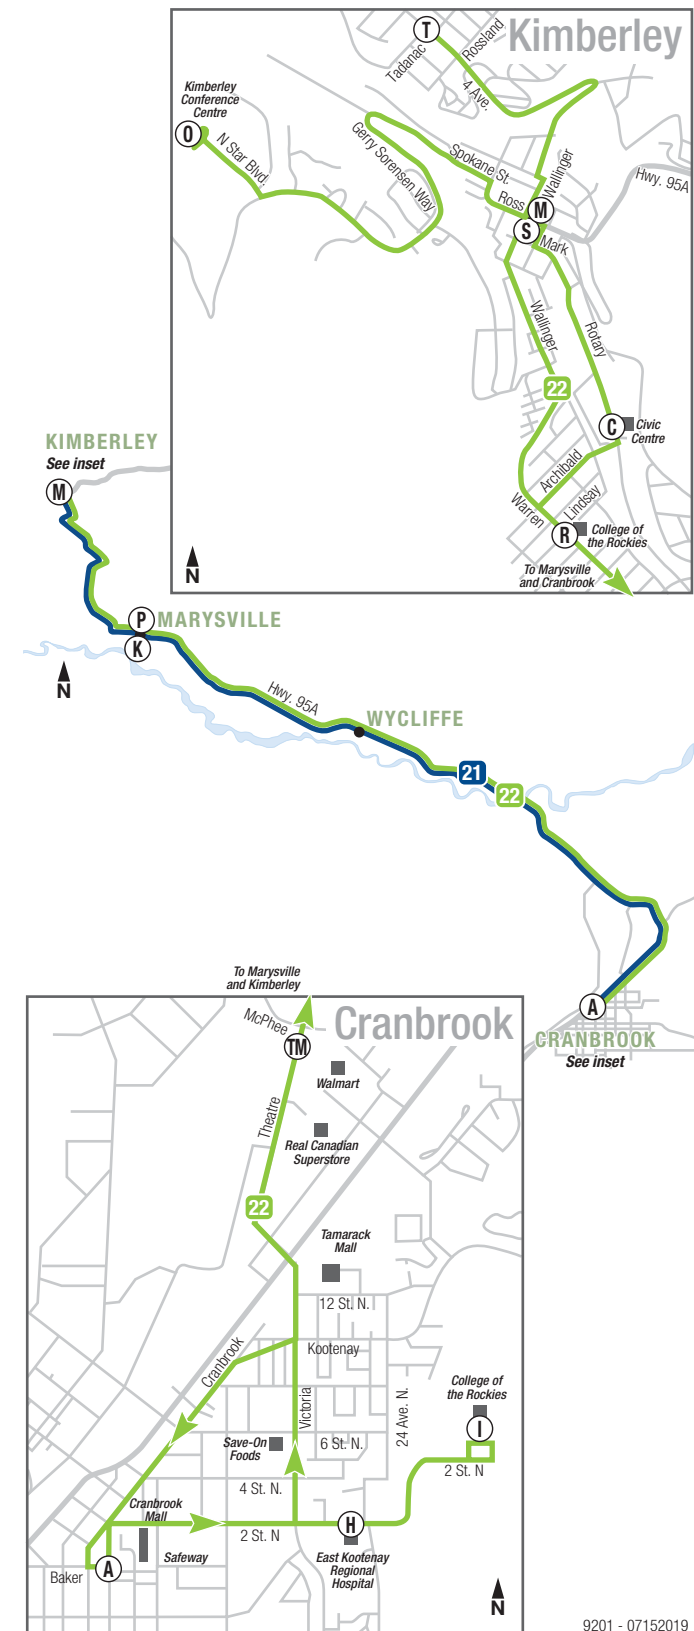 Kimberley
T
Tadanac
Rossland
4 Ave.
Kimberley
Conference
Centre
O
N Star Blvd.
Gerry Sorensen Way
Spokane St.
Ross
Wallinger
Hwy. 95A
M
S
Mark
Wallinger
Rotary
22
C
Civic
Centre
Archibald
Lindsay
Warren
R
College of
the Rockies
To Marysville
and Cranbrook
N
KIMBERLEY
See inset
M
P
MARYSVILLE
K
N
Hwy. 95A
WYCLIFFE
21
22
A
CRANBROOK
See inset
To Marysville
and Kimberley
Cranbrook
McPhee
TM
Walmart
Theatre
Real Canadian
Superstore
22
Tamarack
Mall
12 St. N.
Kootenay
Cranbrook
Victoria
24 Ave. N.
College of
the Rockies
I
Save-On
Foods
6 St. N.
2 St. N
4 St. N.
Cranbrook
Mall
2 St. N
H
Safeway
East Kootenay
Regional
Hospital
Baker
A
N
9201 - 07152019